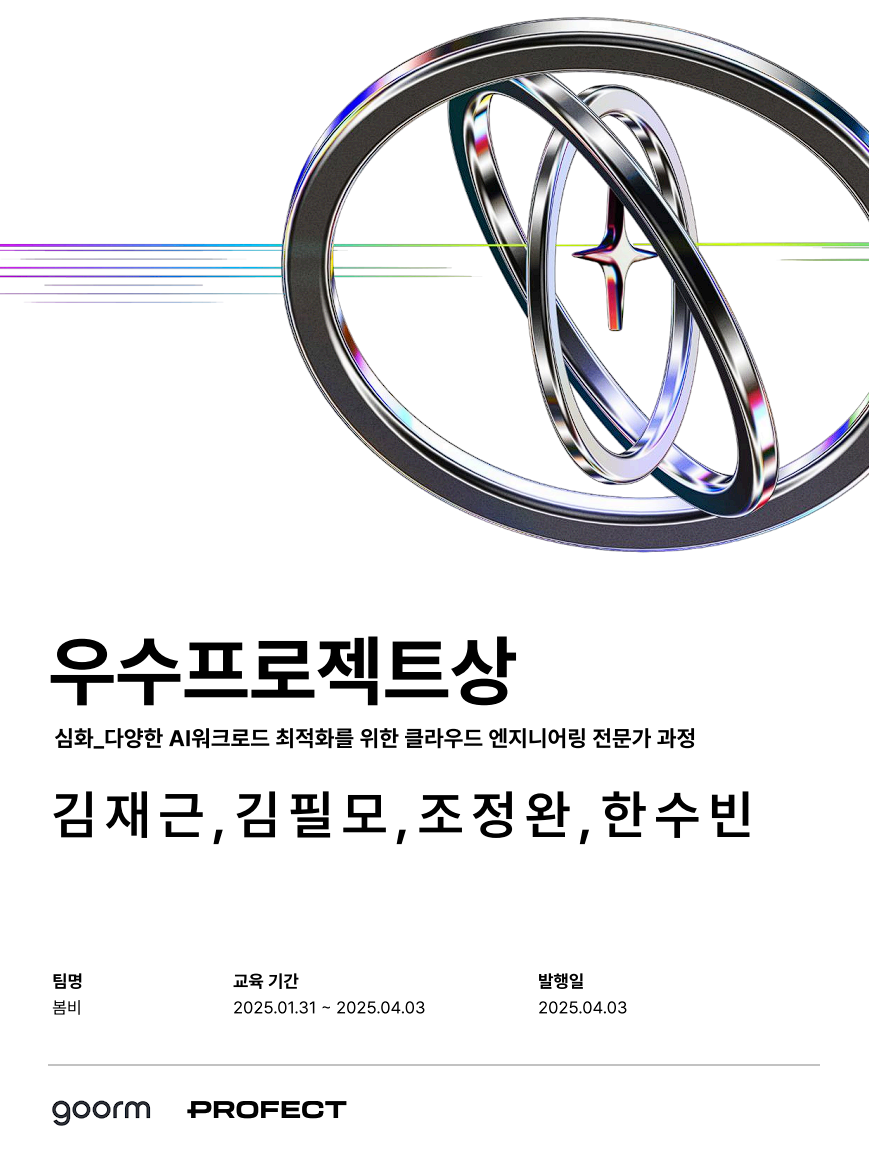 우수프로젝트상
심화_다양한 AI워크로드 최적화를 위한 클라우드 엔지니어링 전문가 과정
김재근,김필모,조정완,한수빈
팀명 교육 기간 발행일
봄비 2025.01.31 ~ 2025.04.03 2025.04.03
goorm PROFECT